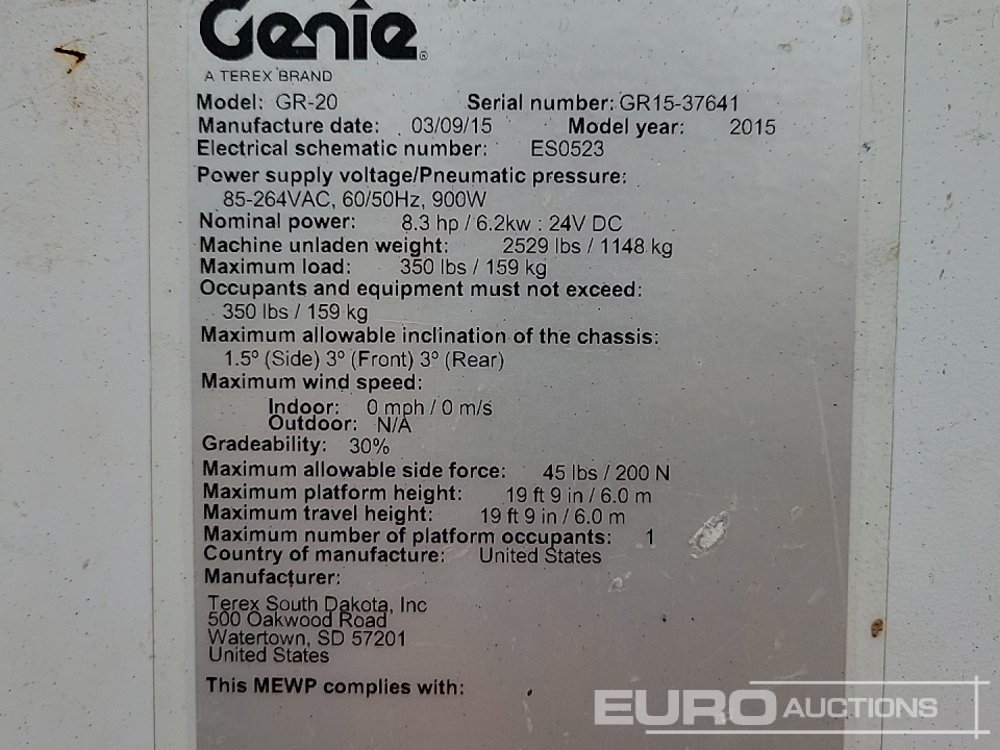 Genie®
A TEREX BRAND
Model: GR-20 Serial number: GR15-37641
Manufacture date: 03/09/15 Model year: 2015
Electrical schematic number: ES0523
Power supply voltage/Pneumatic pressure:
85-264VAC, 60/50Hz, 900W
Nominal power: 8.3 hp / 6.2kw : 24V DC
Machine unladen weight: 2529 lbs / 1148 kg
Maximum load: 350 lbs / 159 kg
Occupants and equipment must not exceed:
350 lbs / 159 kg
Maximum allowable inclination of the chassis:
1.5º (Side) 3º (Front) 3º (Rear)
Maximum wind speed:
Indoor: 0 mph / 0 m/s
Outdoor: N/A
Gradeability: 30%
Maximum allowable side force: 45 lbs / 200 N
Maximum platform height: 19 ft 9 in / 6.0 m
Maximum travel height: 19 ft 9 in / 6.0 m
Maximum number of platform occupants: 1
Country of manufacture: United States
Manufacturer:
Terex South Dakota, Inc
500 Oakwood Road
Watertown, SD 57201
United States
This MEWP complies with:
EURO AUCTIONS